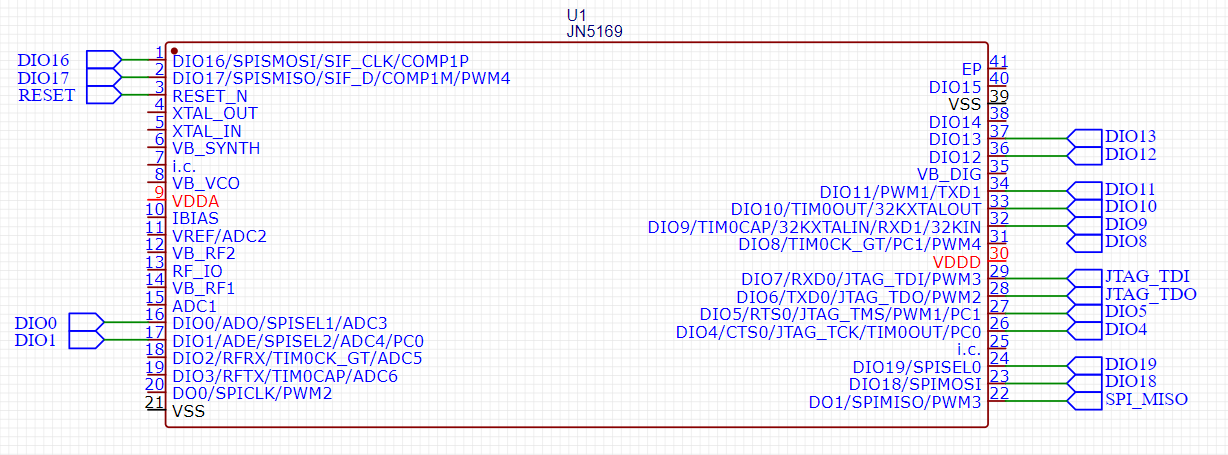 U1
JN5169
DIO16 1 DIO16/SPISMOSI/SIF_CLK/COMP1P
DIO17 2 DIO17/SPISMISO/SIF_D/COMP1M/PWM4
RESET 3 RESET_N
4 XTAL_OUT
5 XTAL_IN
6 VB_SYNTH
7 i.c.
8 VB_VCO
9 VDDA
10 IBIAS
11 VREF/ADC2
12 VB_RF2
13 RF_IO
14 VB_RF1
15 ADC1
DIO0 16 DIO0/ADO/SPISEL1/ADC3
DIO1 17 DIO1/ADE/SPISEL2/ADC4/PC0
18 DIO2/RFRX/TIM0CK_GT/ADC5
19 DIO3/RFTX/TIM0CAP/ADC6
20 DO0/SPICLK/PWM2
21 VSS
EP 41
DIO15 40
VSS 39
DIO14 38
DIO13 37 DIO13
DIO12 36 DIO12
VB_DIG 35
DIO11/PWM1/TXD1 34 DIO11
DIO10/TIM0OUT/32KXTALOUT 33 DIO10
DIO9/TIM0CAP/32KXTALIN/RXD1/32KIN 32 DIO9
DIO8/TIM0CK_GT/PC1/PWM4 31 DIO8
VDDD 30
DIO7/RXD0/JTAG_TDI/PWM3 29 JTAG_TDI
DIO6/TXD0/JTAG_TDO/PWM2 28 JTAG_TDO
DIO5/RTS0/JTAG_TMS/PWM1/PC1 27 DIO5
DIO4/CTS0/JTAG_TCK/TIM0OUT/PC0 26 DIO4
i.c. 25
DIO19/SPISEL0 24 DIO19
DIO18/SPIMOSI 23 DIO18
DO1/SPIMISO/PWM3 22 SPI_MISO